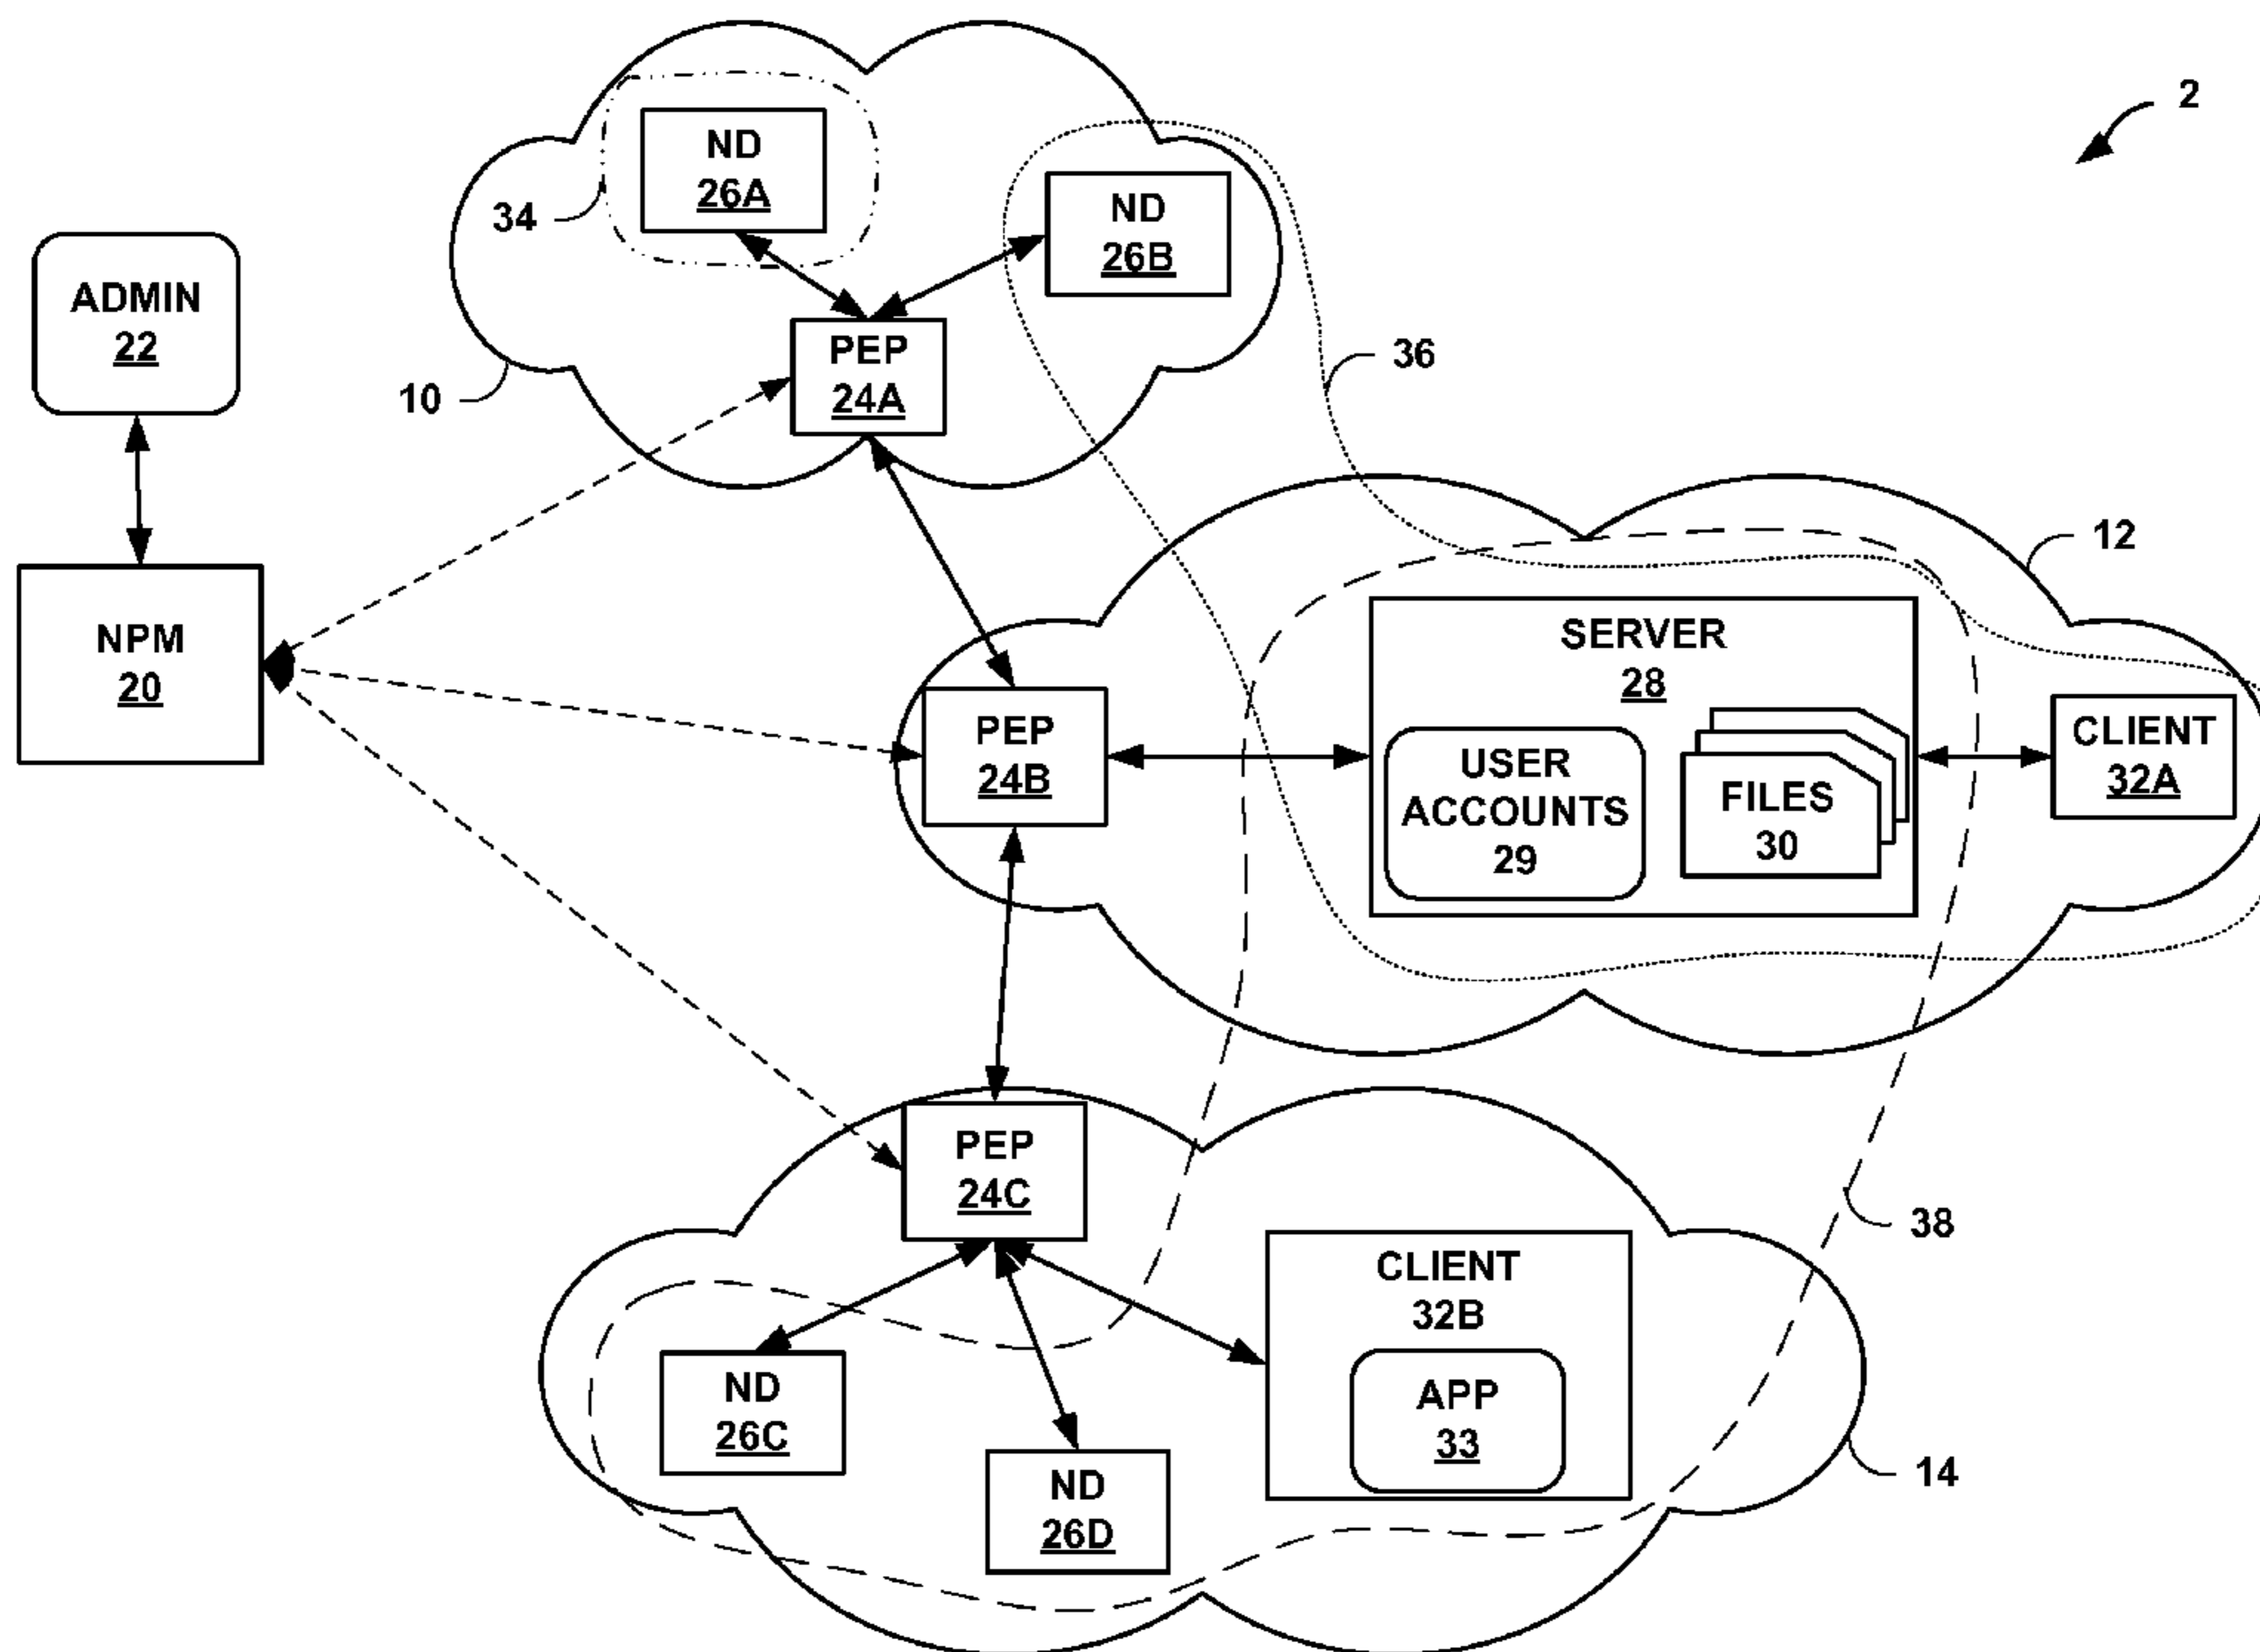 2
ND
26A
34
ND
26B
ADMIN
22
PEP
24A
36
10
12
NPM
20
SERVER
28
PEP
24B
USER
ACCOUNTS
29
FILES
30
CLIENT
32A
PEP
24C
38
CLIENT
32B
ND
26C
APP
33
14
ND
26D